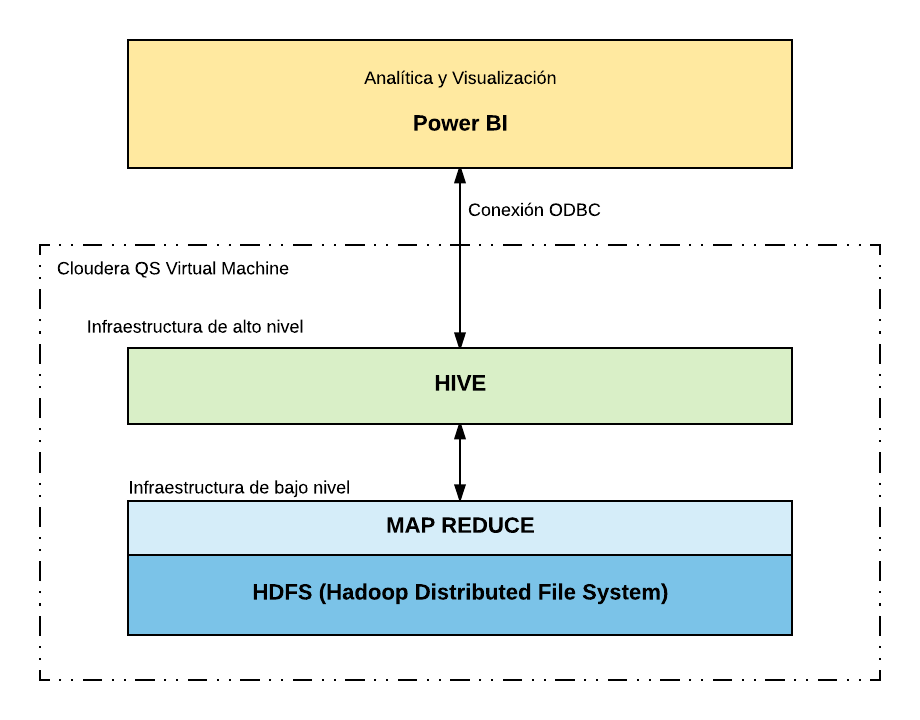 Analítica y Visualización
Power BI
Conexión ODBC
Cloudera QS Virtual Machine
Infraestructura de alto nivel
HIVE
Infraestructura de bajo nivel
MAP REDUCE
HDFS (Hadoop Distributed File System)